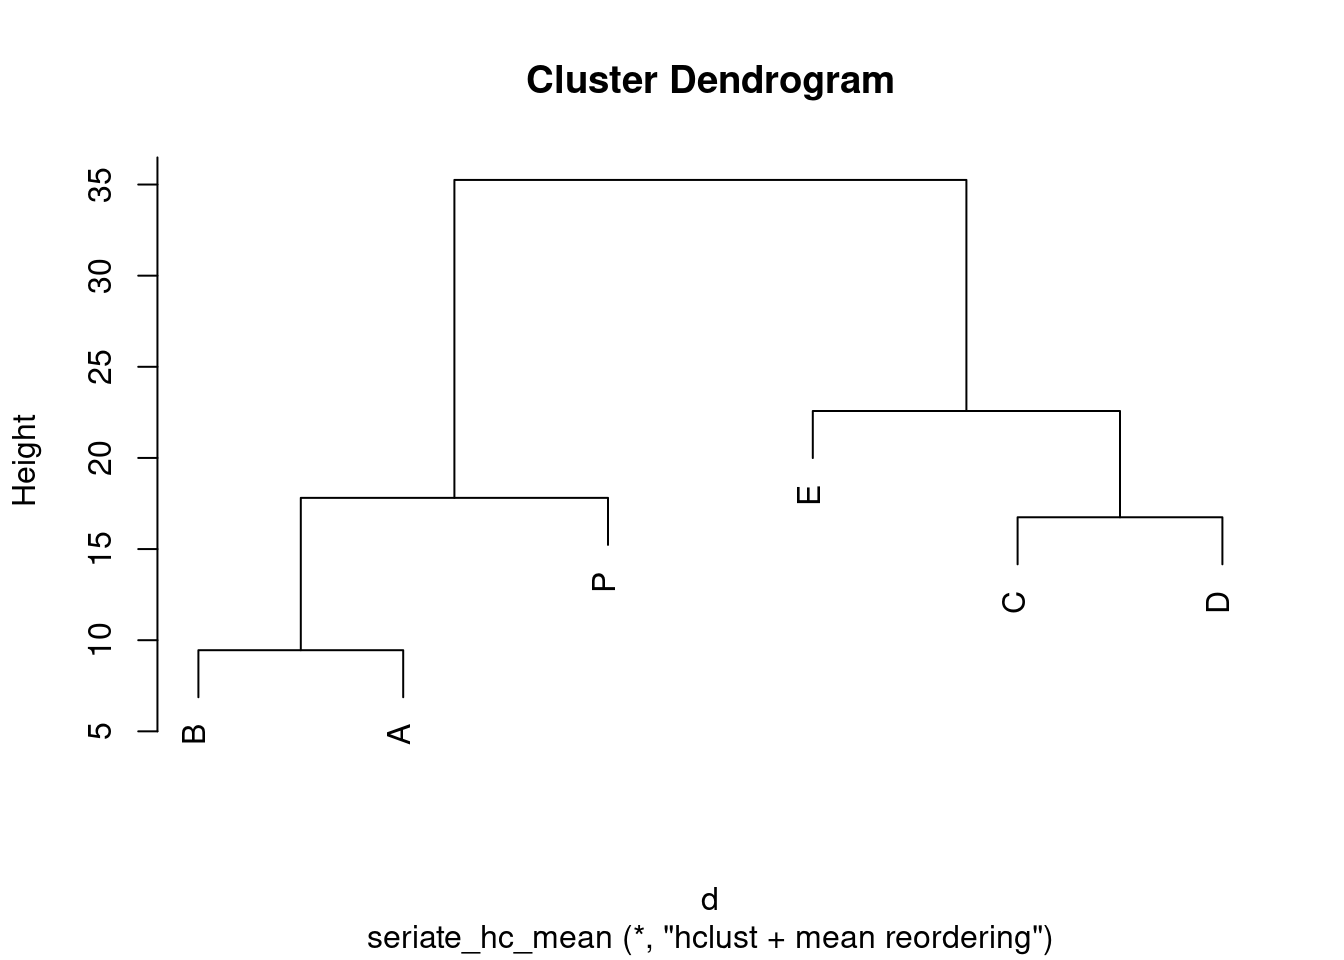 Cluster Dendrogram
Height
35
30
25
20
15
10
5
B
A
P
E
C
D
d
seriate_hc_mean (*, "hclust + mean reordering")